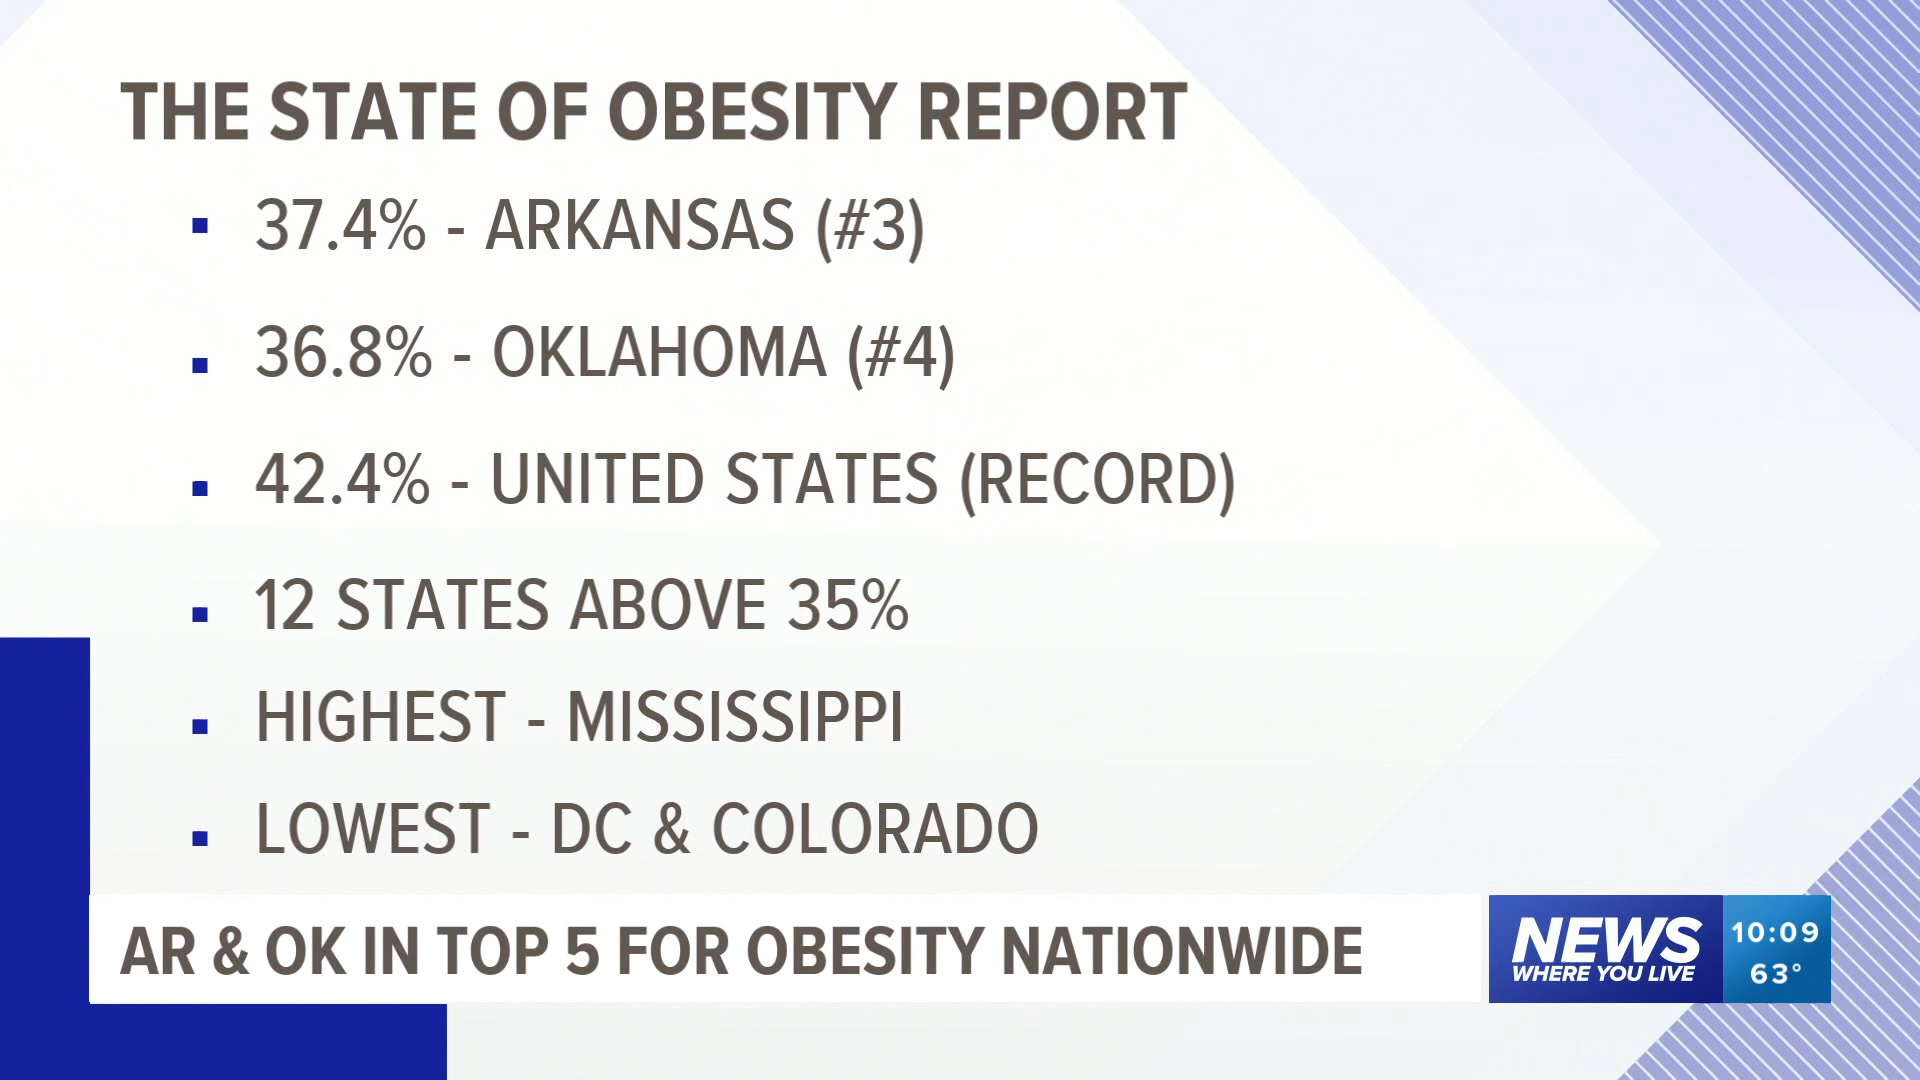 THE STATE OF OBESITY REPORT
37.4% - ARKANSAS (#3)
36.8% - OKLAHOMA (#4)
42.4% - UNITED STATES (RECORD)
12 STATES ABOVE 35%
HIGHEST - MISSISSIPPI
LOWEST - DC & COLORADO
AR & OK IN TOP 5 FOR OBESITY NATIONWIDE
NEWS
WHERE YOU LIVE
10:09
63°